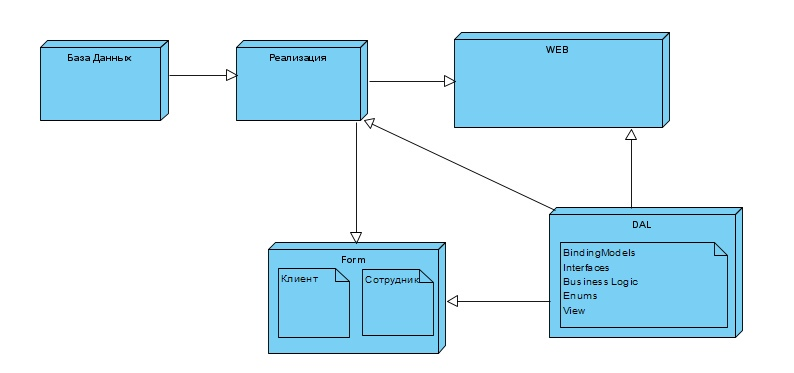 База Данных
Реализация
WEB
DAL
BindingModels
Interfaces
Business Logic
Enums
View
Form
Клиент
Сотрудник